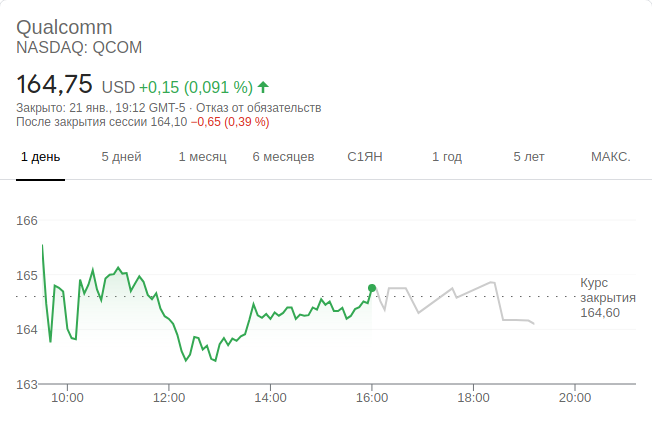 Qualcomm
NASDAQ: QCOM
164,75 USD +0,15 (0,091 %)
Закрыто: 21 янв., 19:12 GMT-5 · Отказ от обязательств
После закрытия сессии 164,10 −0,65 (0,39 %)
1 день 5 дней 1 месяц 6 месяцев С1ЯН 1 год 5 лет МАКС.
166
165
Курс
закрытия
164,60
164
163
10:00 12:00 14:00 16:00 18:00 20:00